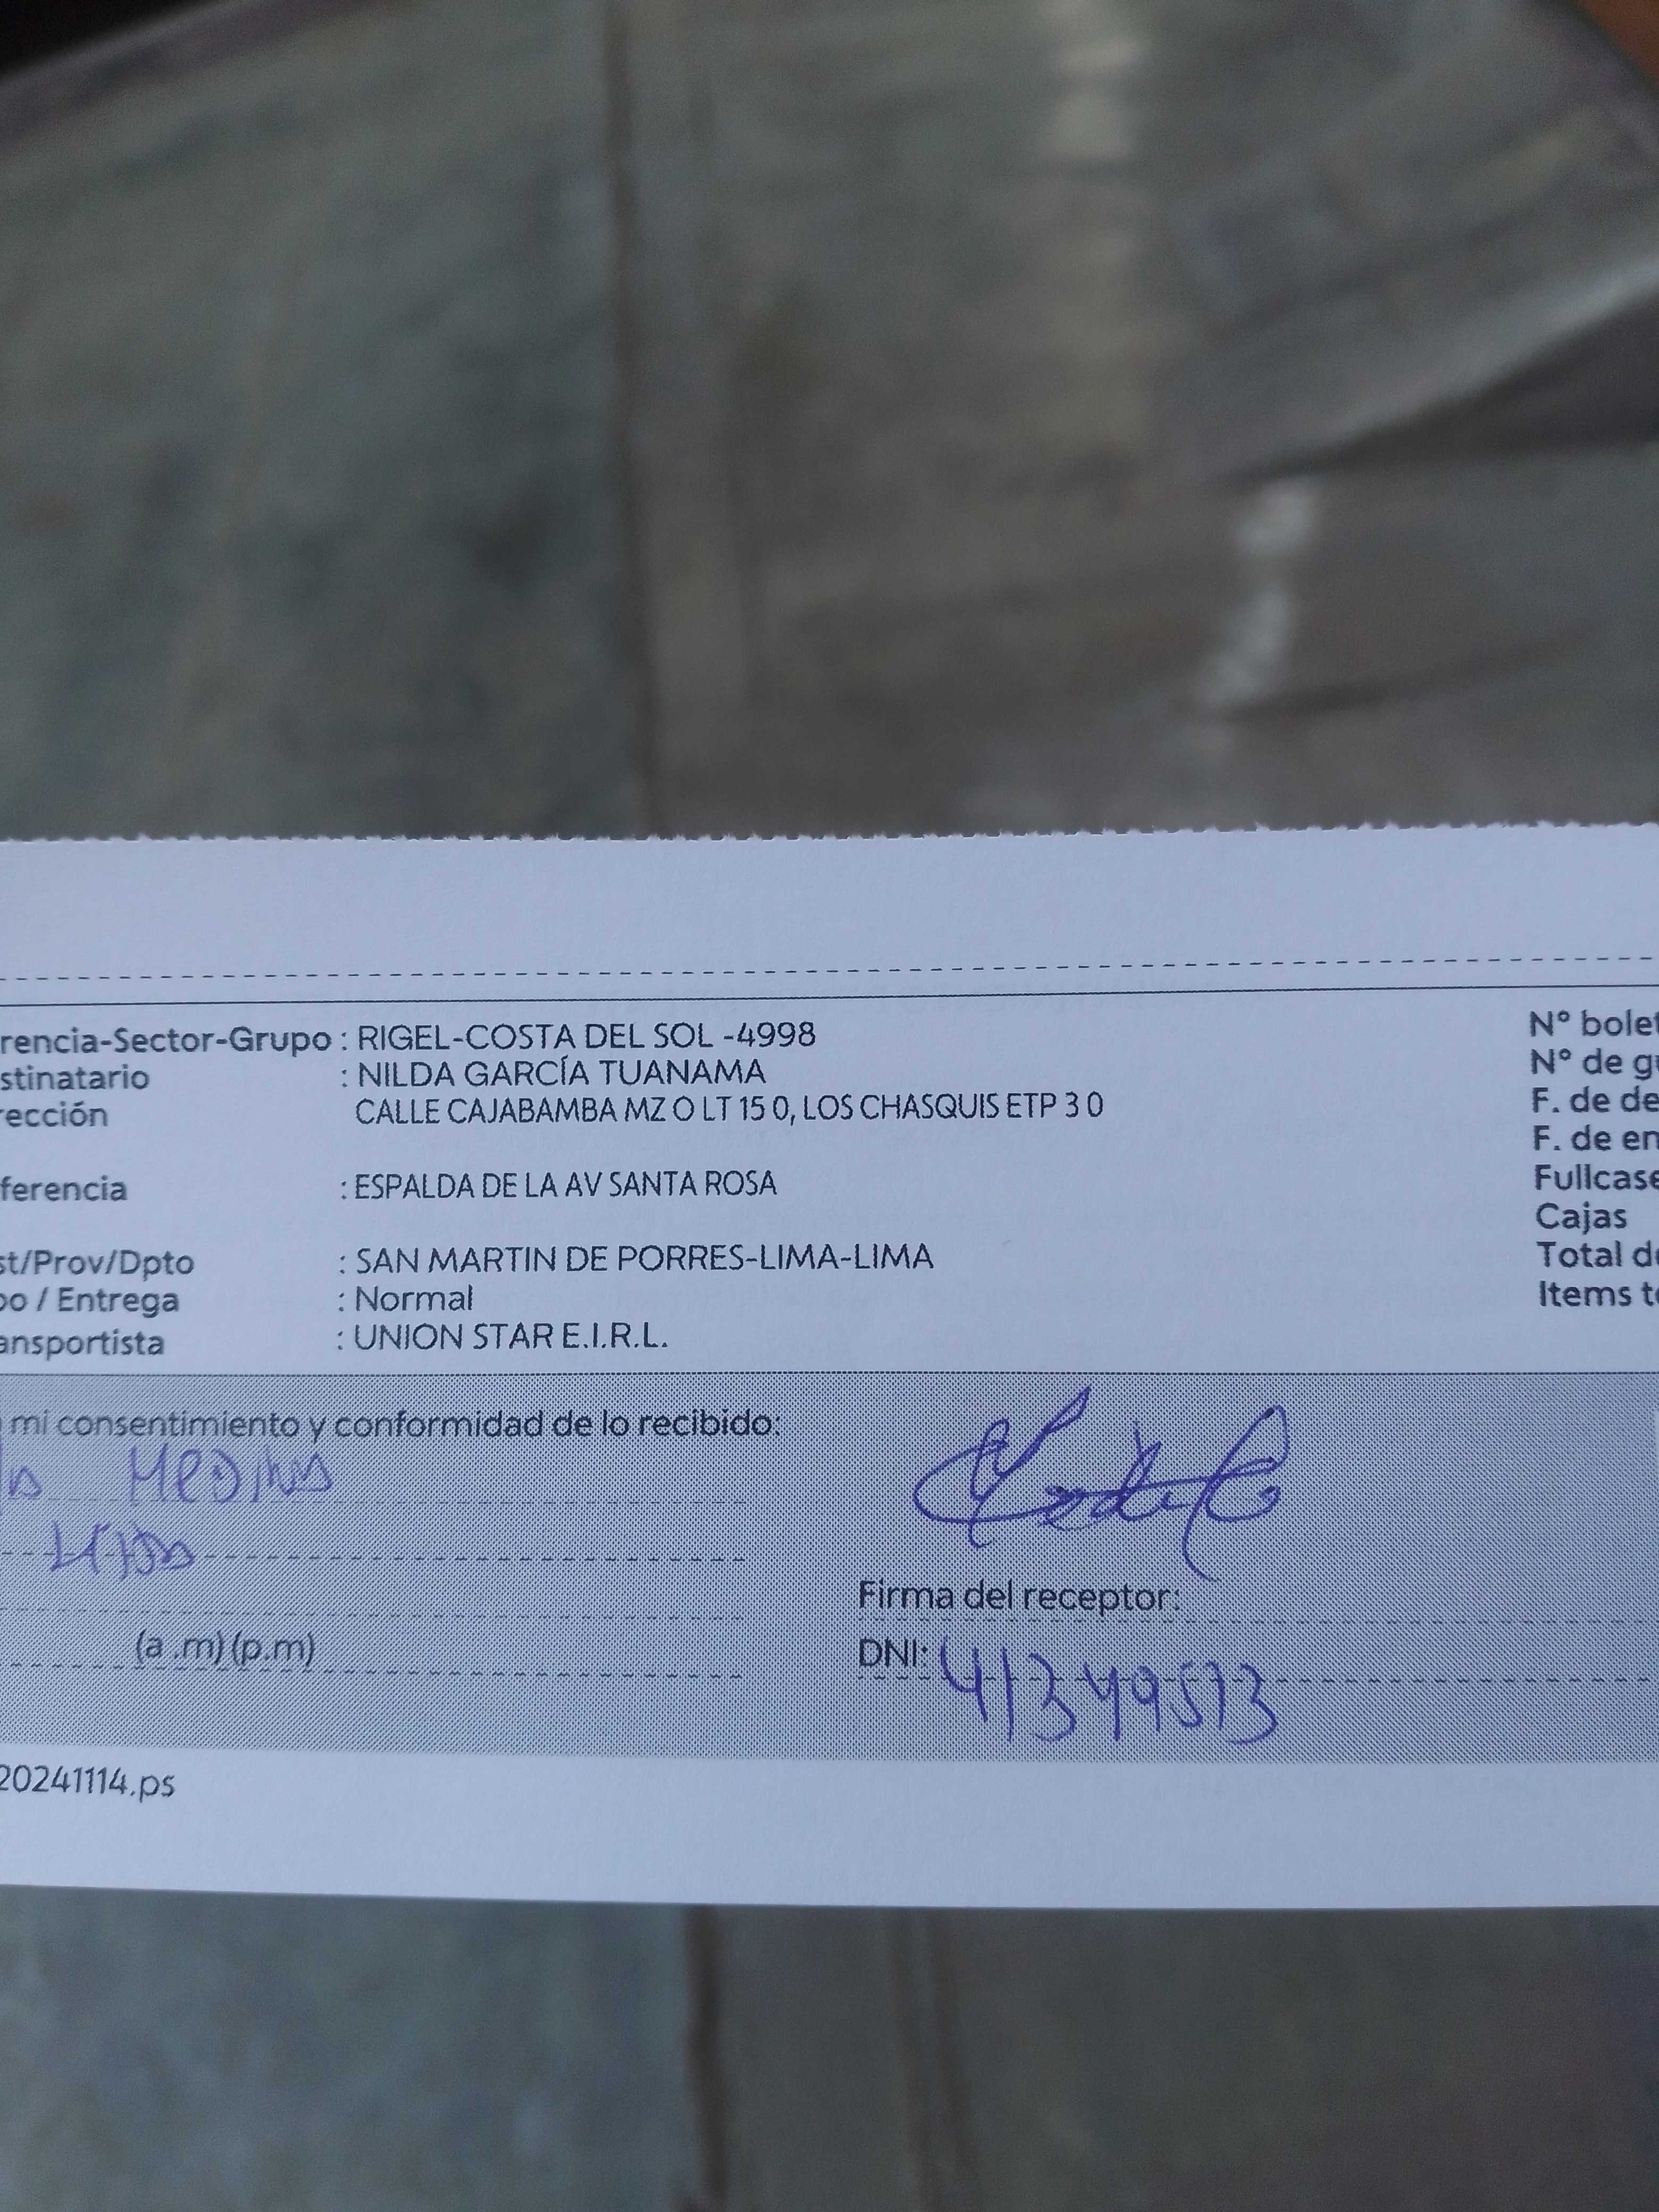 rencia-Sector-Grupo : RIGEL-COSTA DEL SOL -4998
stinatario : NILDA GARCÍA TUANAMA
rección CALLE CAJABAMBA MZ O LT 15 0, LOS CHASQUIS ETP 3 0
ferencia : ESPALDA DE LA AV SANTA ROSA
st/Prov/Dpto : SAN MARTIN DE PORRES-LIMA-LIMA
po / Entrega : Normal
ansportista : UNION STAR E.I.R.L.
N° bolet
N° de gu
F. de de
F. de en
Fullcase
Cajas
Total de
Items to
mi consentimiento y conformidad de lo recibido:
(a .m) (p.m)
Firma del receptor:
DNI: 41349573
20241114.ps